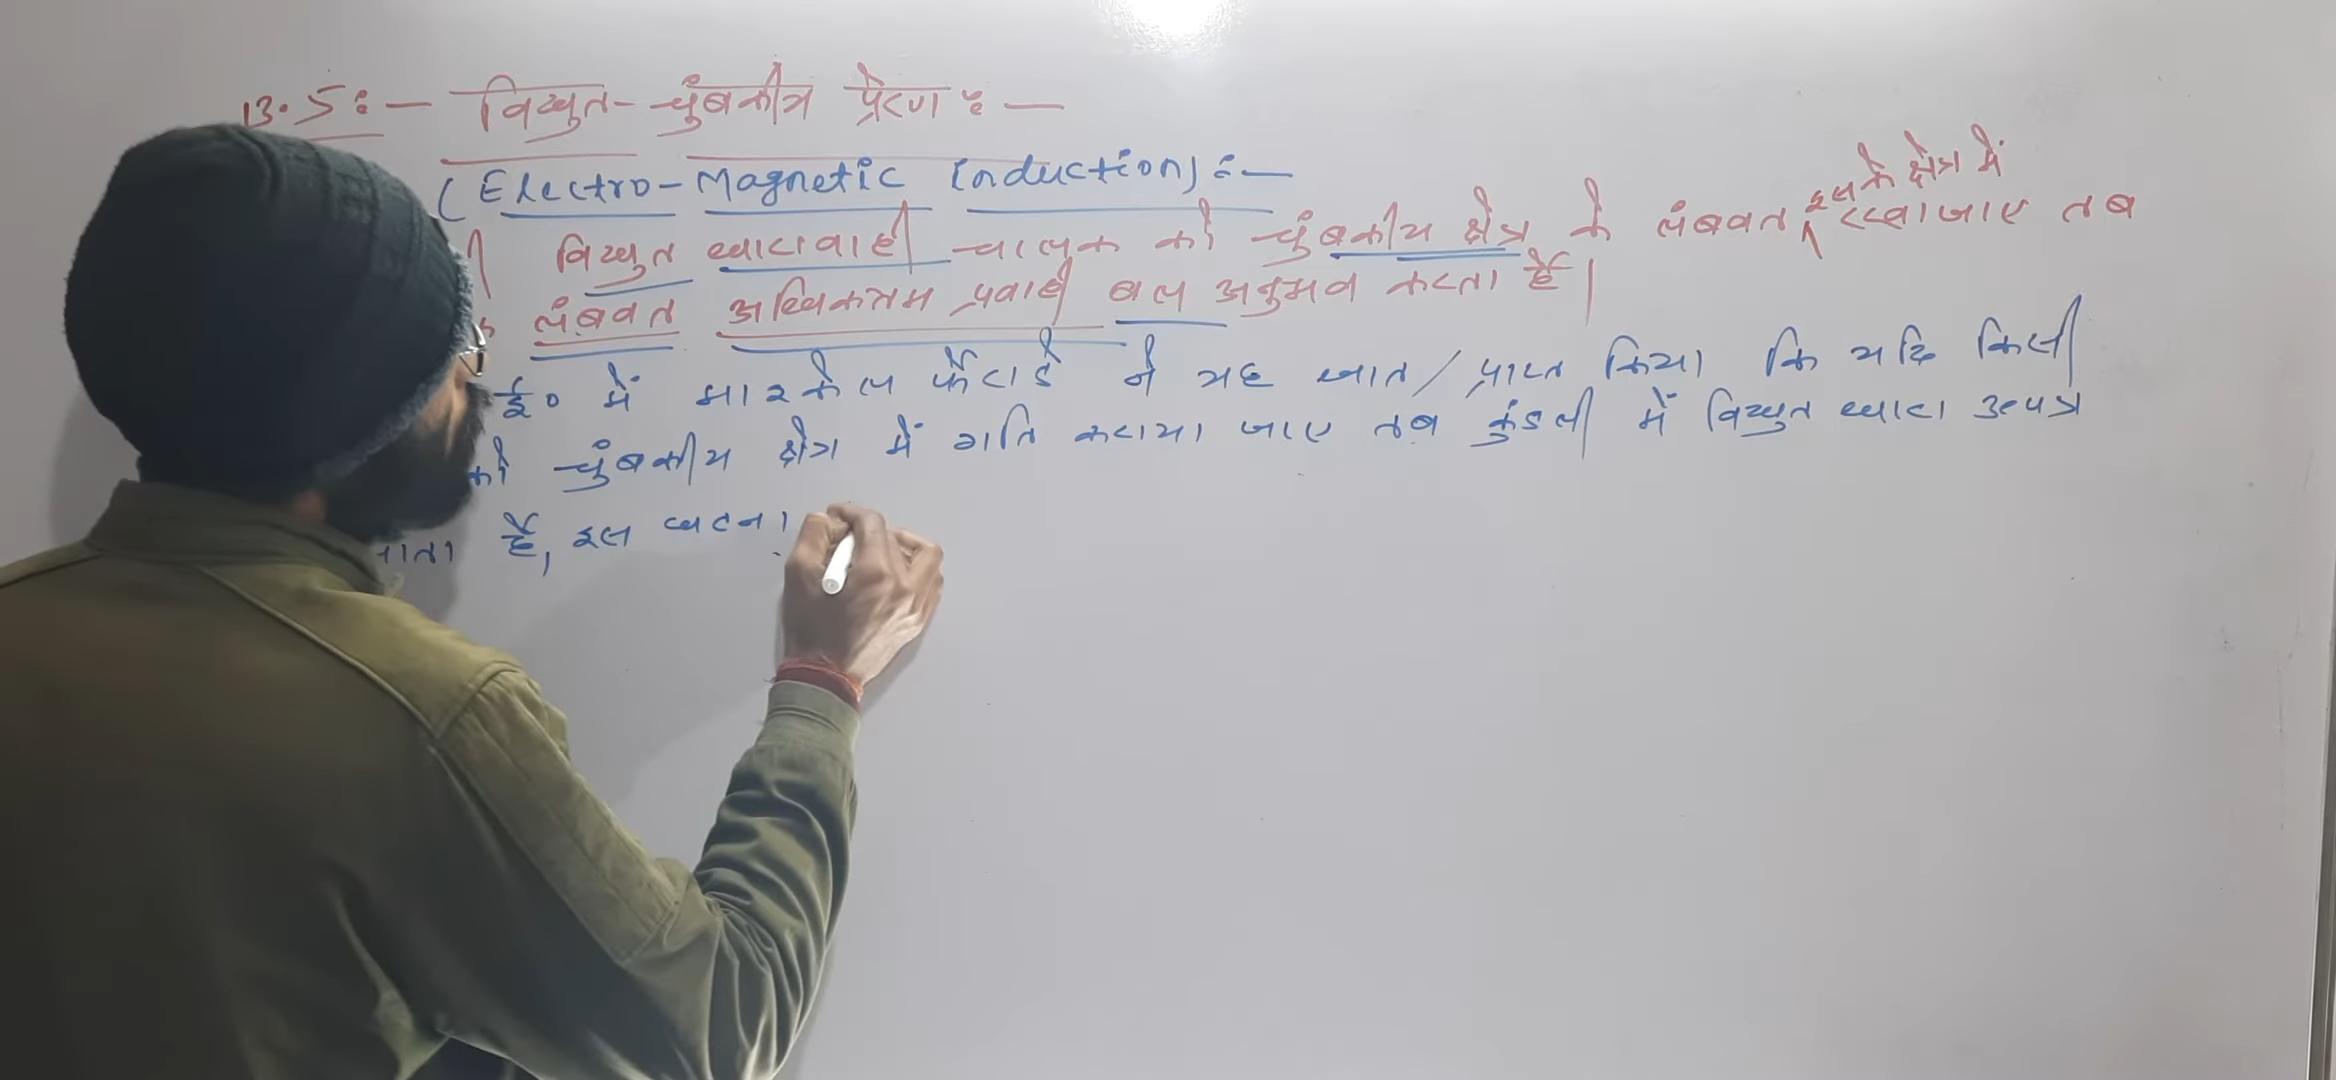 13.5:- विद्युत-चुंबकीय प्रेरण:-
(Electro-Magnetic Induction):-
इसके क्षेत्र में
विद्युत धारावाही चालक को चुंबकीय क्षेत्र के लंबवत रखा जाए तब
लंबवत अधिकतम प्रवाही बल अनुभव करता है।
ई० में माइकेल फैराडे ने यह ज्ञात/प्राप्त किया कि यदि किसी
को चुंबकीय क्षेत्र में गति कराया जाए तब कुंडली में विद्युत धारा उत्पन्न
है, इस घटना